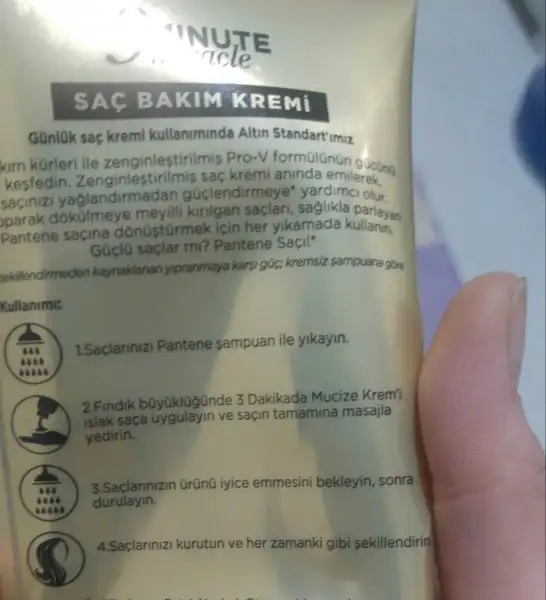 MINUTE
SAÇ BAKIM KREMİ
Günlük saç kremi kullanımında Altın Standart'ımız
kım kürleri ile zenginleştirilmiş Pro-V formülünün gücünü
keşfedin. Zenginleştirilmiş saç kremi anında emilerek,
saçınızı yağlandırmadan güçlendirmeye* yardımcı olur.
parak dökülmeye meyilli kırılgan saçları, sağlıkla parlayan
Pantene saçına dönüştürmek için her yıkamada kullanın.
Güçlü saçlar mı? Pantene Saçı!"
şekillendirmeden kaynaklanan yıpranmaya karşı güç; kremsiz şampuana göre
Kullanımı:
1.Saçlarınızı Pantene şampuan ile yıkayın.
2.Fındık büyüklüğünde 3 Dakikada Mucize Krem'i
ıslak saça uygulayın ve saçın tamamına masajla
yedirin.
3.Saçlarınızın ürünü iyice emmesini bekleyin, sonra
durulayın.
4.Saçlarınızı kurutun ve her zamanki gibi şekillendirin